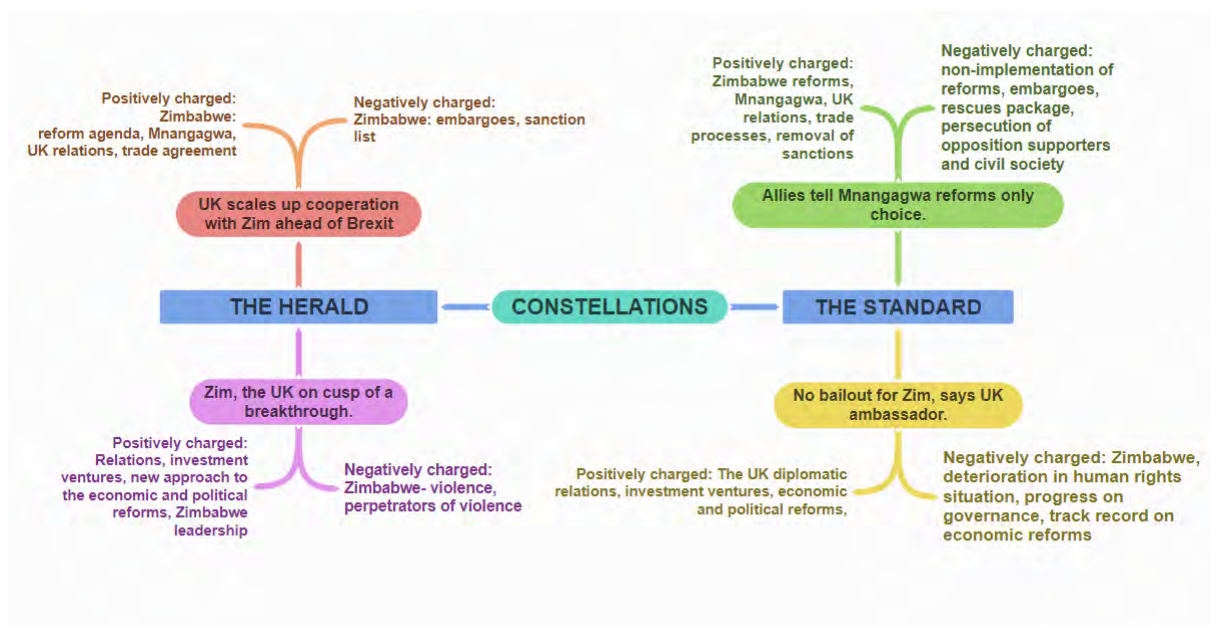 Positively charged:
Zimbabwe:
reform agenda, Mnangagwa,
UK relations, trade agreement
Negatively charged:
Zimbabwe: embargoes, sanction
list
UK scales up cooperation
with Zim ahead of Brexit
Positively charged:
Zimbabwe reforms,
Mnangagwa, UK
relations, trade
processes, removal of
sanctions
Negatively charged:
non-implementation of
reforms, embargoes,
rescues package,
persecution of
opposition supporters
and civil society
Allies tell Mnangagwa reforms only
choice.
THE HERALD
CONSTELLATIONS
THE STANDARD
Zim, the UK on cusp of a
breakthrough.
Positively charged:
Relations, investment
ventures, new approach to
the economic and political
reforms, Zimbabwe
leadership
Negatively charged:
Zimbabwe- violence,
perpetrators of violence
No bailout for Zim, says UK
ambassador.
Positively charged: The UK diplomatic
relations, investment ventures, economic
and political reforms,
Negatively charged: Zimbabwe,
deterioration in human rights
situation, progress on
governance, track record on
economic reforms